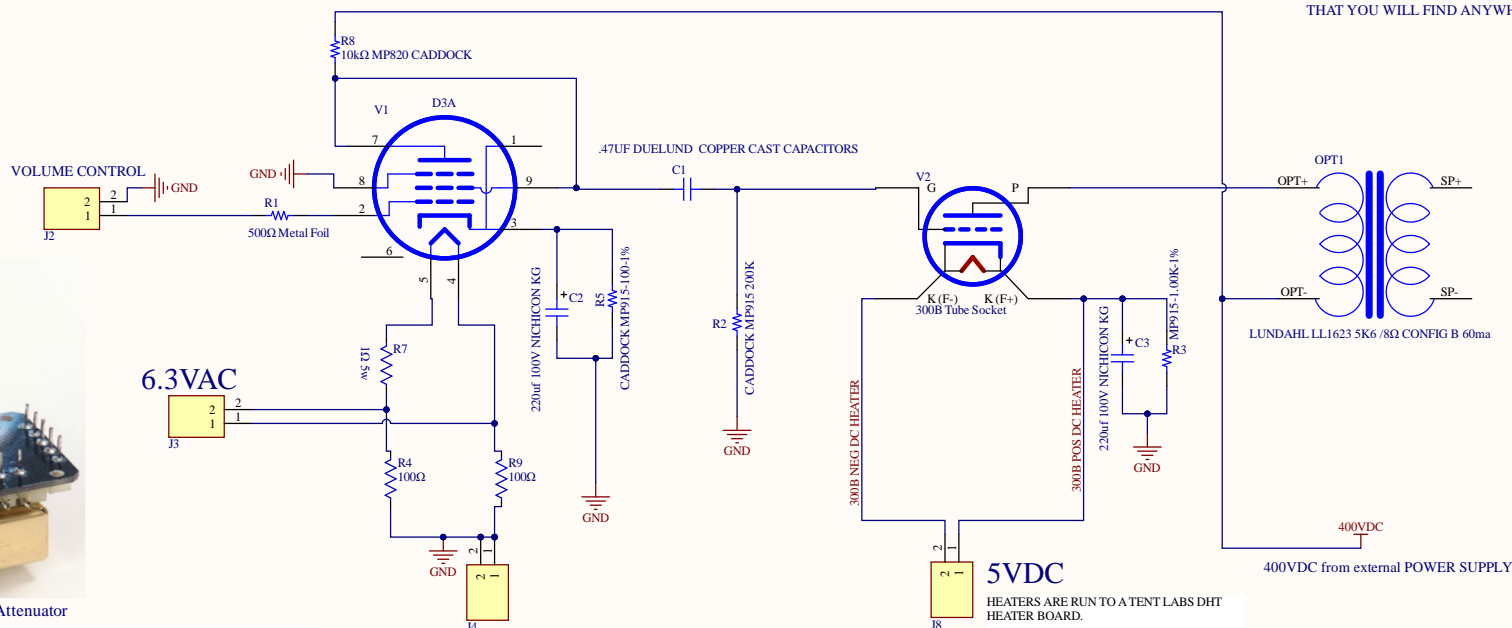 THAT YOU WILL FIND ANYWH
R8
10kΩ MP820 CADDOCK
V1
D3A
7
1
8
9
2
3
6
5
4
VOLUME CONTROL
2
1
2
1
J2
GND
GND
R1
500Ω Metal Foil
.47UF DUELUND COPPER CAST CAPACITORS
C1
V2
G
P
K (F-)
K (F+)
300B Tube Socket
OPT1
OPT+
OPT-
SP+
SP-
LUNDAHL LL1623 5K6 /8Ω CONFIG B 60ma
C2
+
220uf 100V NICHICON KG
R5
CADDOCK MP915-100-1%
GND
R2
CADDOCK MP915 200K
GND
C3
+
220uf 100V NICHICON KG
R3
MP915-1.00K-1%
GND
R7
1Ω 5w
6.3VAC
2
1
2
1
J3
R4
100Ω
R9
100Ω
GND
2
1
2
1
J4
300B NEG DC HEATER
300B POS DC HEATER
2
1
2
1
J8
5VDC
HEATERS ARE RUN TO A TENT LABS DHT
HEATER BOARD.
400VDC
400VDC from external POWER SUPPLY
Attenuator